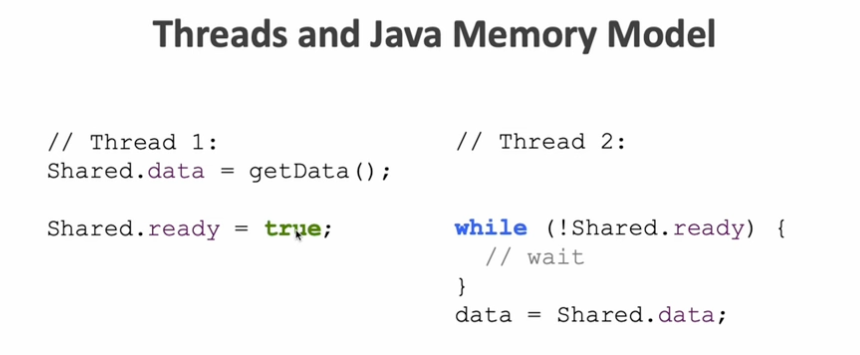 Threads and Java Memory Model
// Thread 1:
Shared.data = getData();
Shared.ready = true;
// Thread 2:
while (!Shared.ready) {
// wait
}
data = Shared.data;